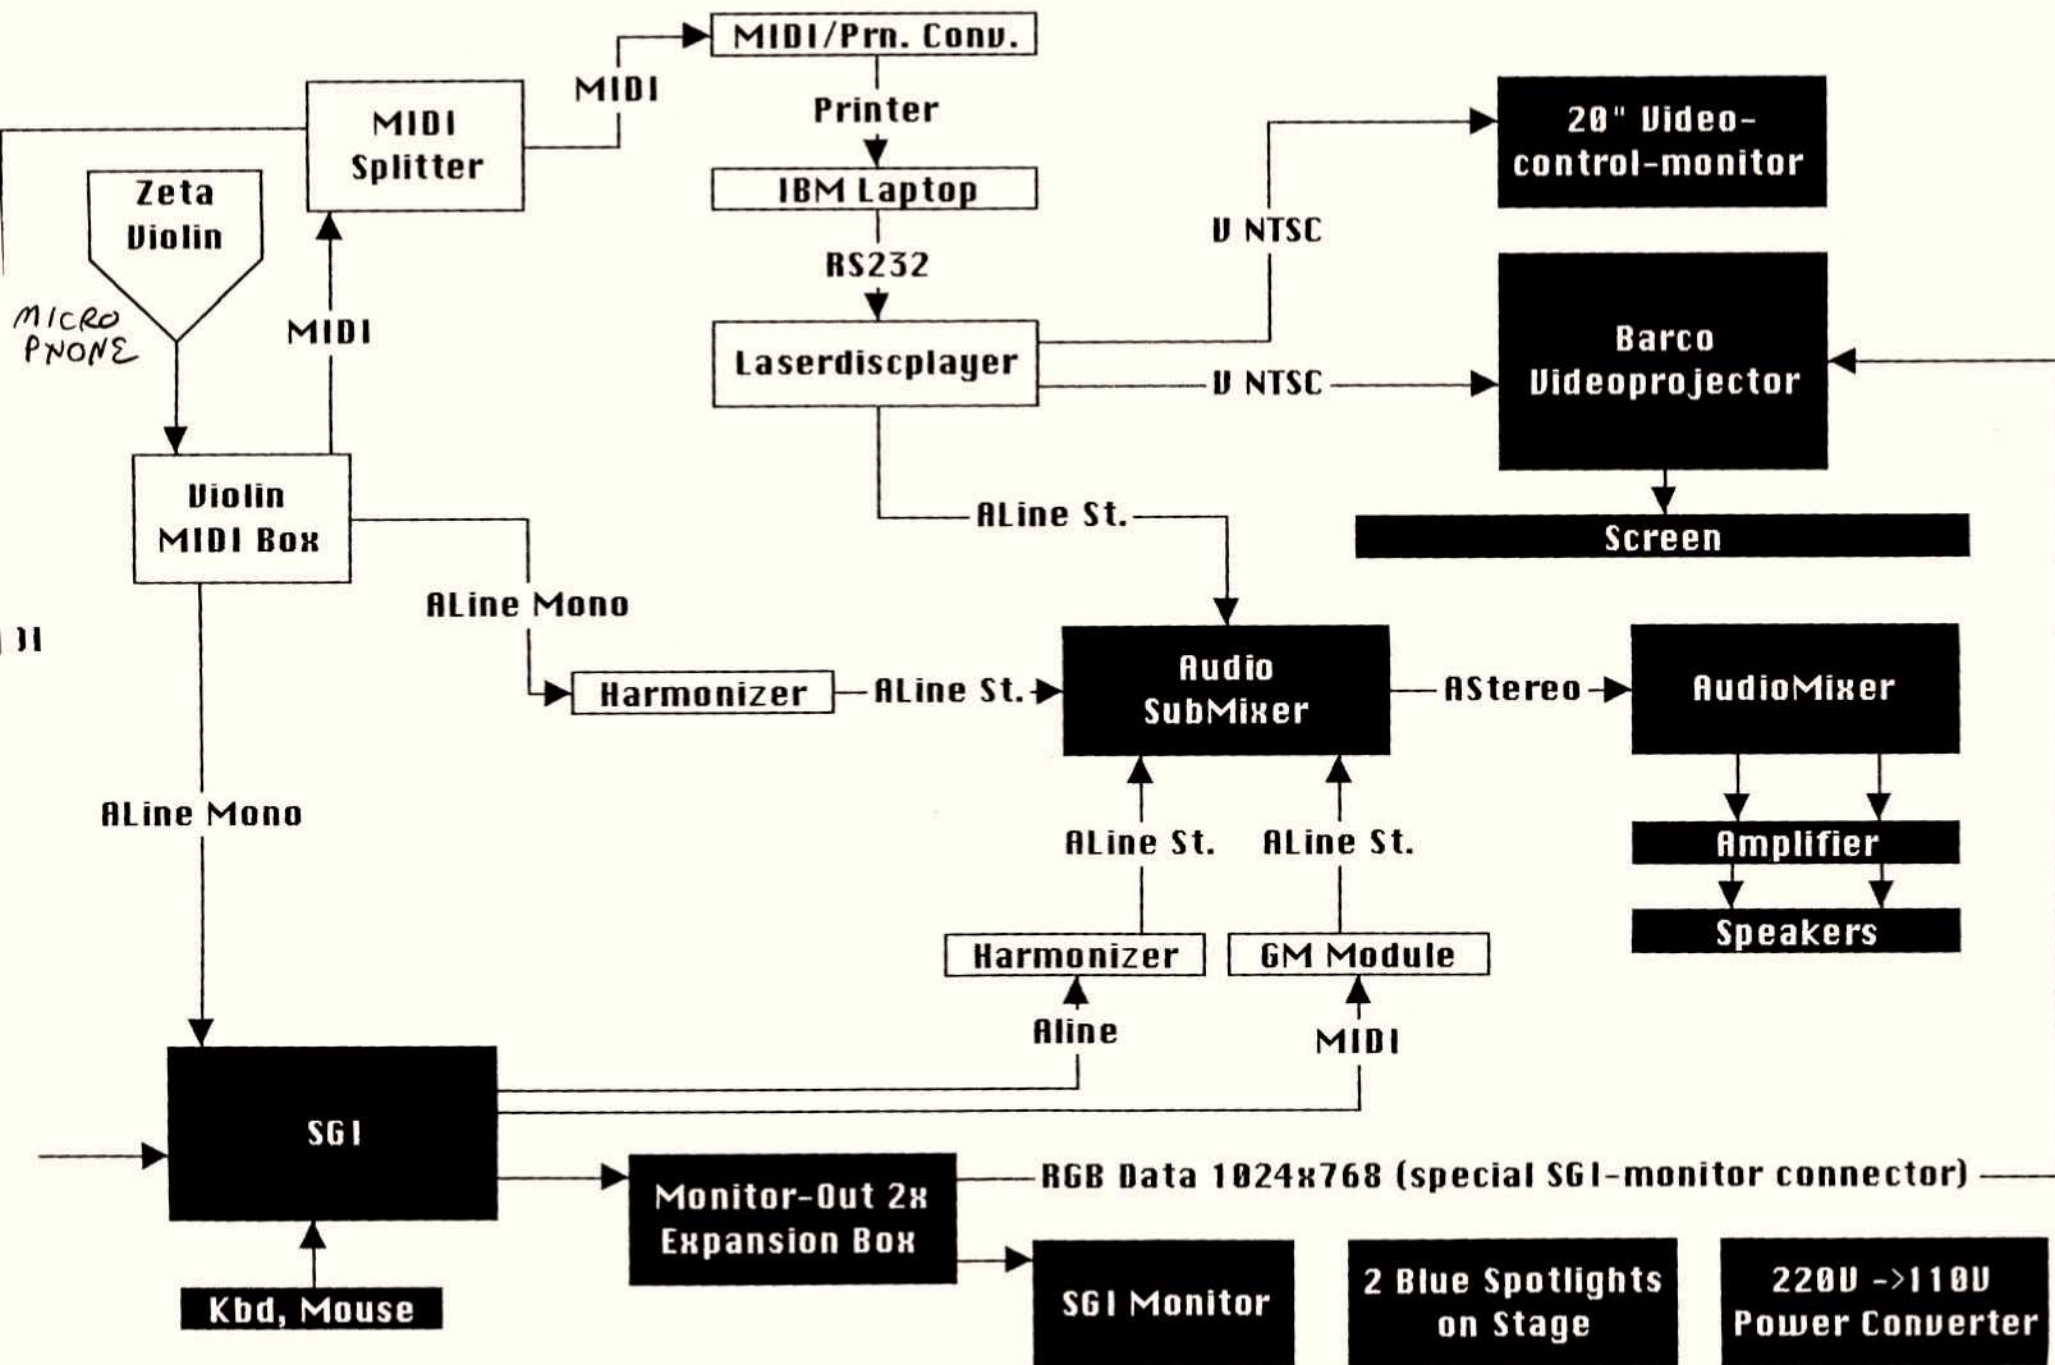 MIDI/Prn. Conv.
MIDI
MIDI
Splitter
Printer
20" Video-
control-monitor
Zeta
Violin
IBM Laptop
V NTSC
RS232
MICRO
PHONE
MIDI
Laserdiscplayer
V NTSC
Barco
Videoprojector
Violin
MIDI Box
ALine St.
Screen
ALine Mono
Harmonizer
ALine St.
Audio
SubMixer
AStereo
AudioMixer
ALine Mono
ALine St.
ALine St.
Amplifier
Speakers
Harmonizer
GM Module
Aline
MIDI
SGI
Monitor-Out 2x
Expansion Box
RGB Data 1024x768 (special SGI-monitor connector)
Kbd, Mouse
SGI Monitor
2 Blue Spotlights
on Stage
220V ->110V
Power Converter